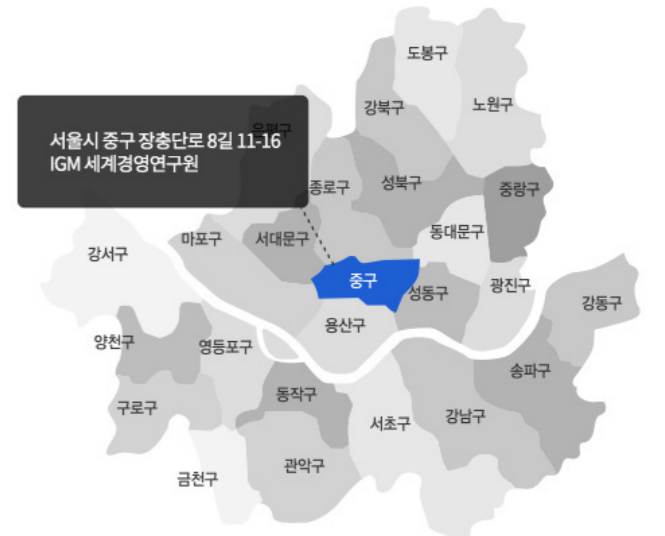 도봉구
노원구
강북구
은평구
서울시 중구 장충단로 8길 11-16
IGM 세계경영연구원
종로구
성북구
중랑구
마포구
서대문구
동대문구
강서구
중구
성동구
광진구
강동구
용산구
양천구
영등포구
송파구
구로구
동작구
서초구
강남구
관악구
금천구